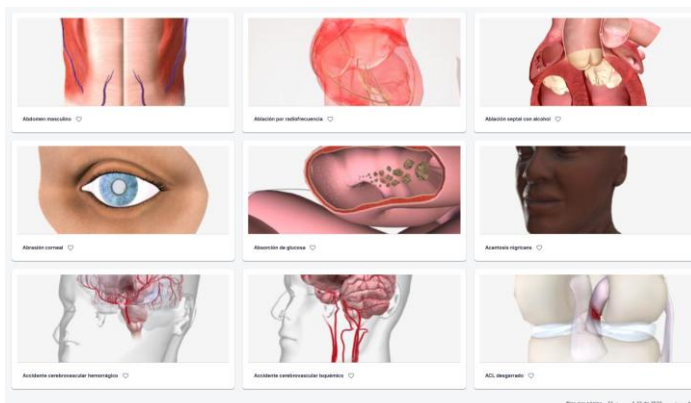 Abdomen masculino
Ablación por radiofrecuencia
Ablación septal con alcohol
Abrasión corneal
Absorción de glucosa
Acantosis nigricans
Accidente cerebrovascular hemorrágico
Accidente cerebrovascular isquémico
ACL desgarrado